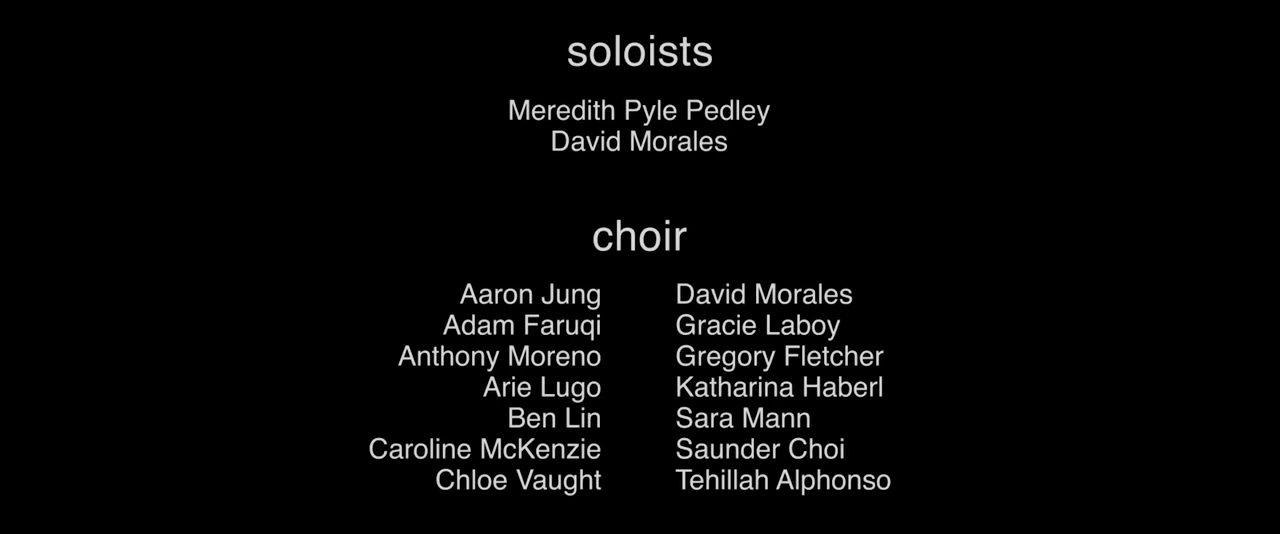 soloists
Meredith Pyle Pedley
David Morales
choir
Aaron Jung David Morales
Adam Faruqi Gracie Laboy
Anthony Moreno Gregory Fletcher
Arie Lugo Katharina Haberl
Ben Lin Sara Mann
Caroline McKenzie Saunder Choi
Chloe Vaught Tehillah Alphonso